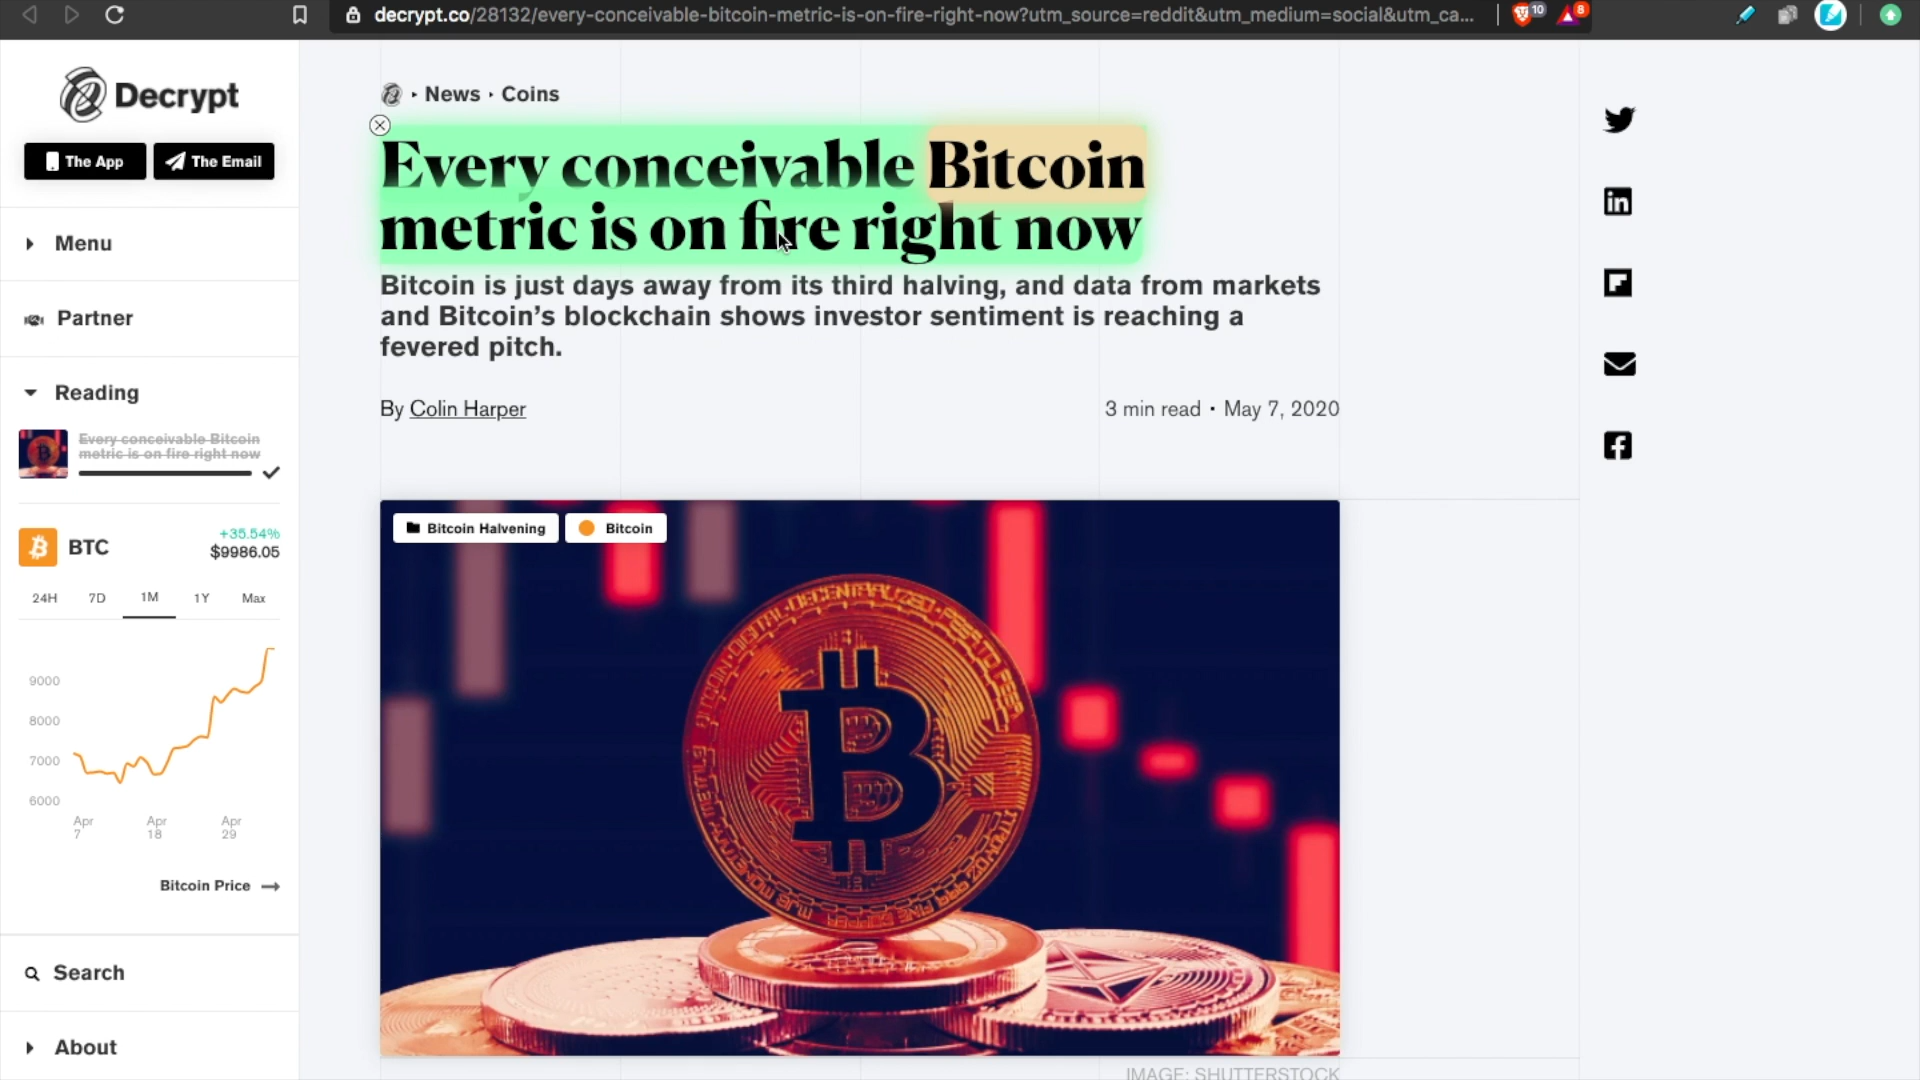 decrypt.co/28132/every-conceivable-bitcoin-metric-is-on-fire-right-now?utm_source=reddit&utm_medium=social&utm_ca...
10
8
Decrypt
The App
The Email
Menu
Partner
Reading
Every conceivable Bitcoin
metric is on fire right now
BTC
+35.54%
$9986.05
24H 7D 1M 1Y Max
9000
8000
7000
6000
Apr 7
Apr 18
Apr 29
Bitcoin Price →
Search
About
News · Coins
Every conceivable Bitcoin
metric is on fire right now
Bitcoin is just days away from its third halving, and data from markets
and Bitcoin’s blockchain shows investor sentiment is reaching a
fevered pitch.
By Colin Harper
3 min read • May 7, 2020
Bitcoin Halvening
Bitcoin
IMAGE: SHUTTERSTOCK